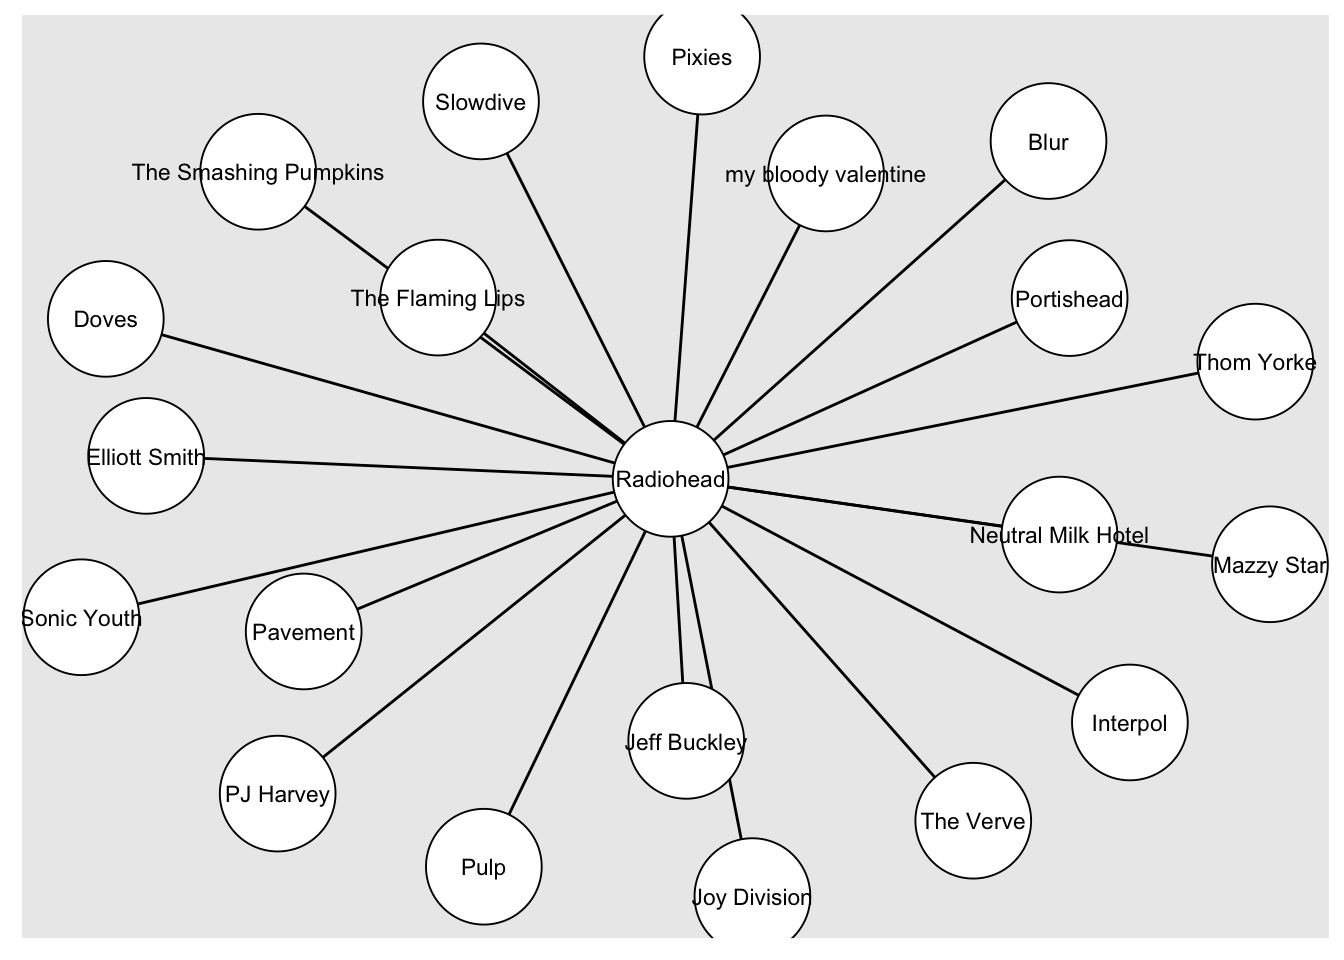 Pixies
Slowdive
Blur
The Smashing Pumpkins
my bloody valentine
The Flaming Lips
Portishead
Doves
Thom Yorke
Elliott Smith
Radiohead
Neutral Milk Hotel
Mazzy Star
Sonic Youth
Pavement
Interpol
Jeff Buckley
PJ Harvey
The Verve
Pulp
Joy Division